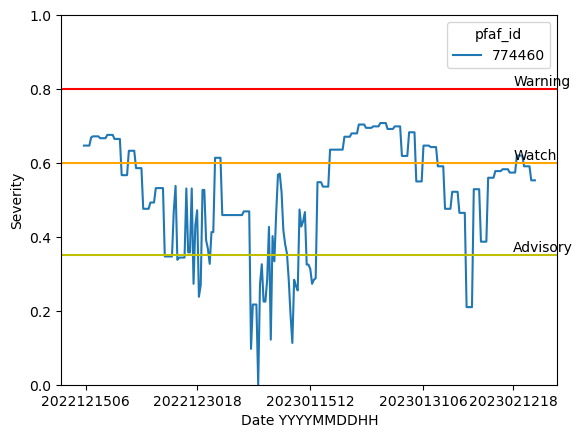 1.0
0.8
0.6
0.4
0.2
0.0
Severity
pfaf_id
774460
Warning
Watch
Advisory
2022121506 2022123018 2023011512 2023013106 2023021218
Date YYYYMMDDHH